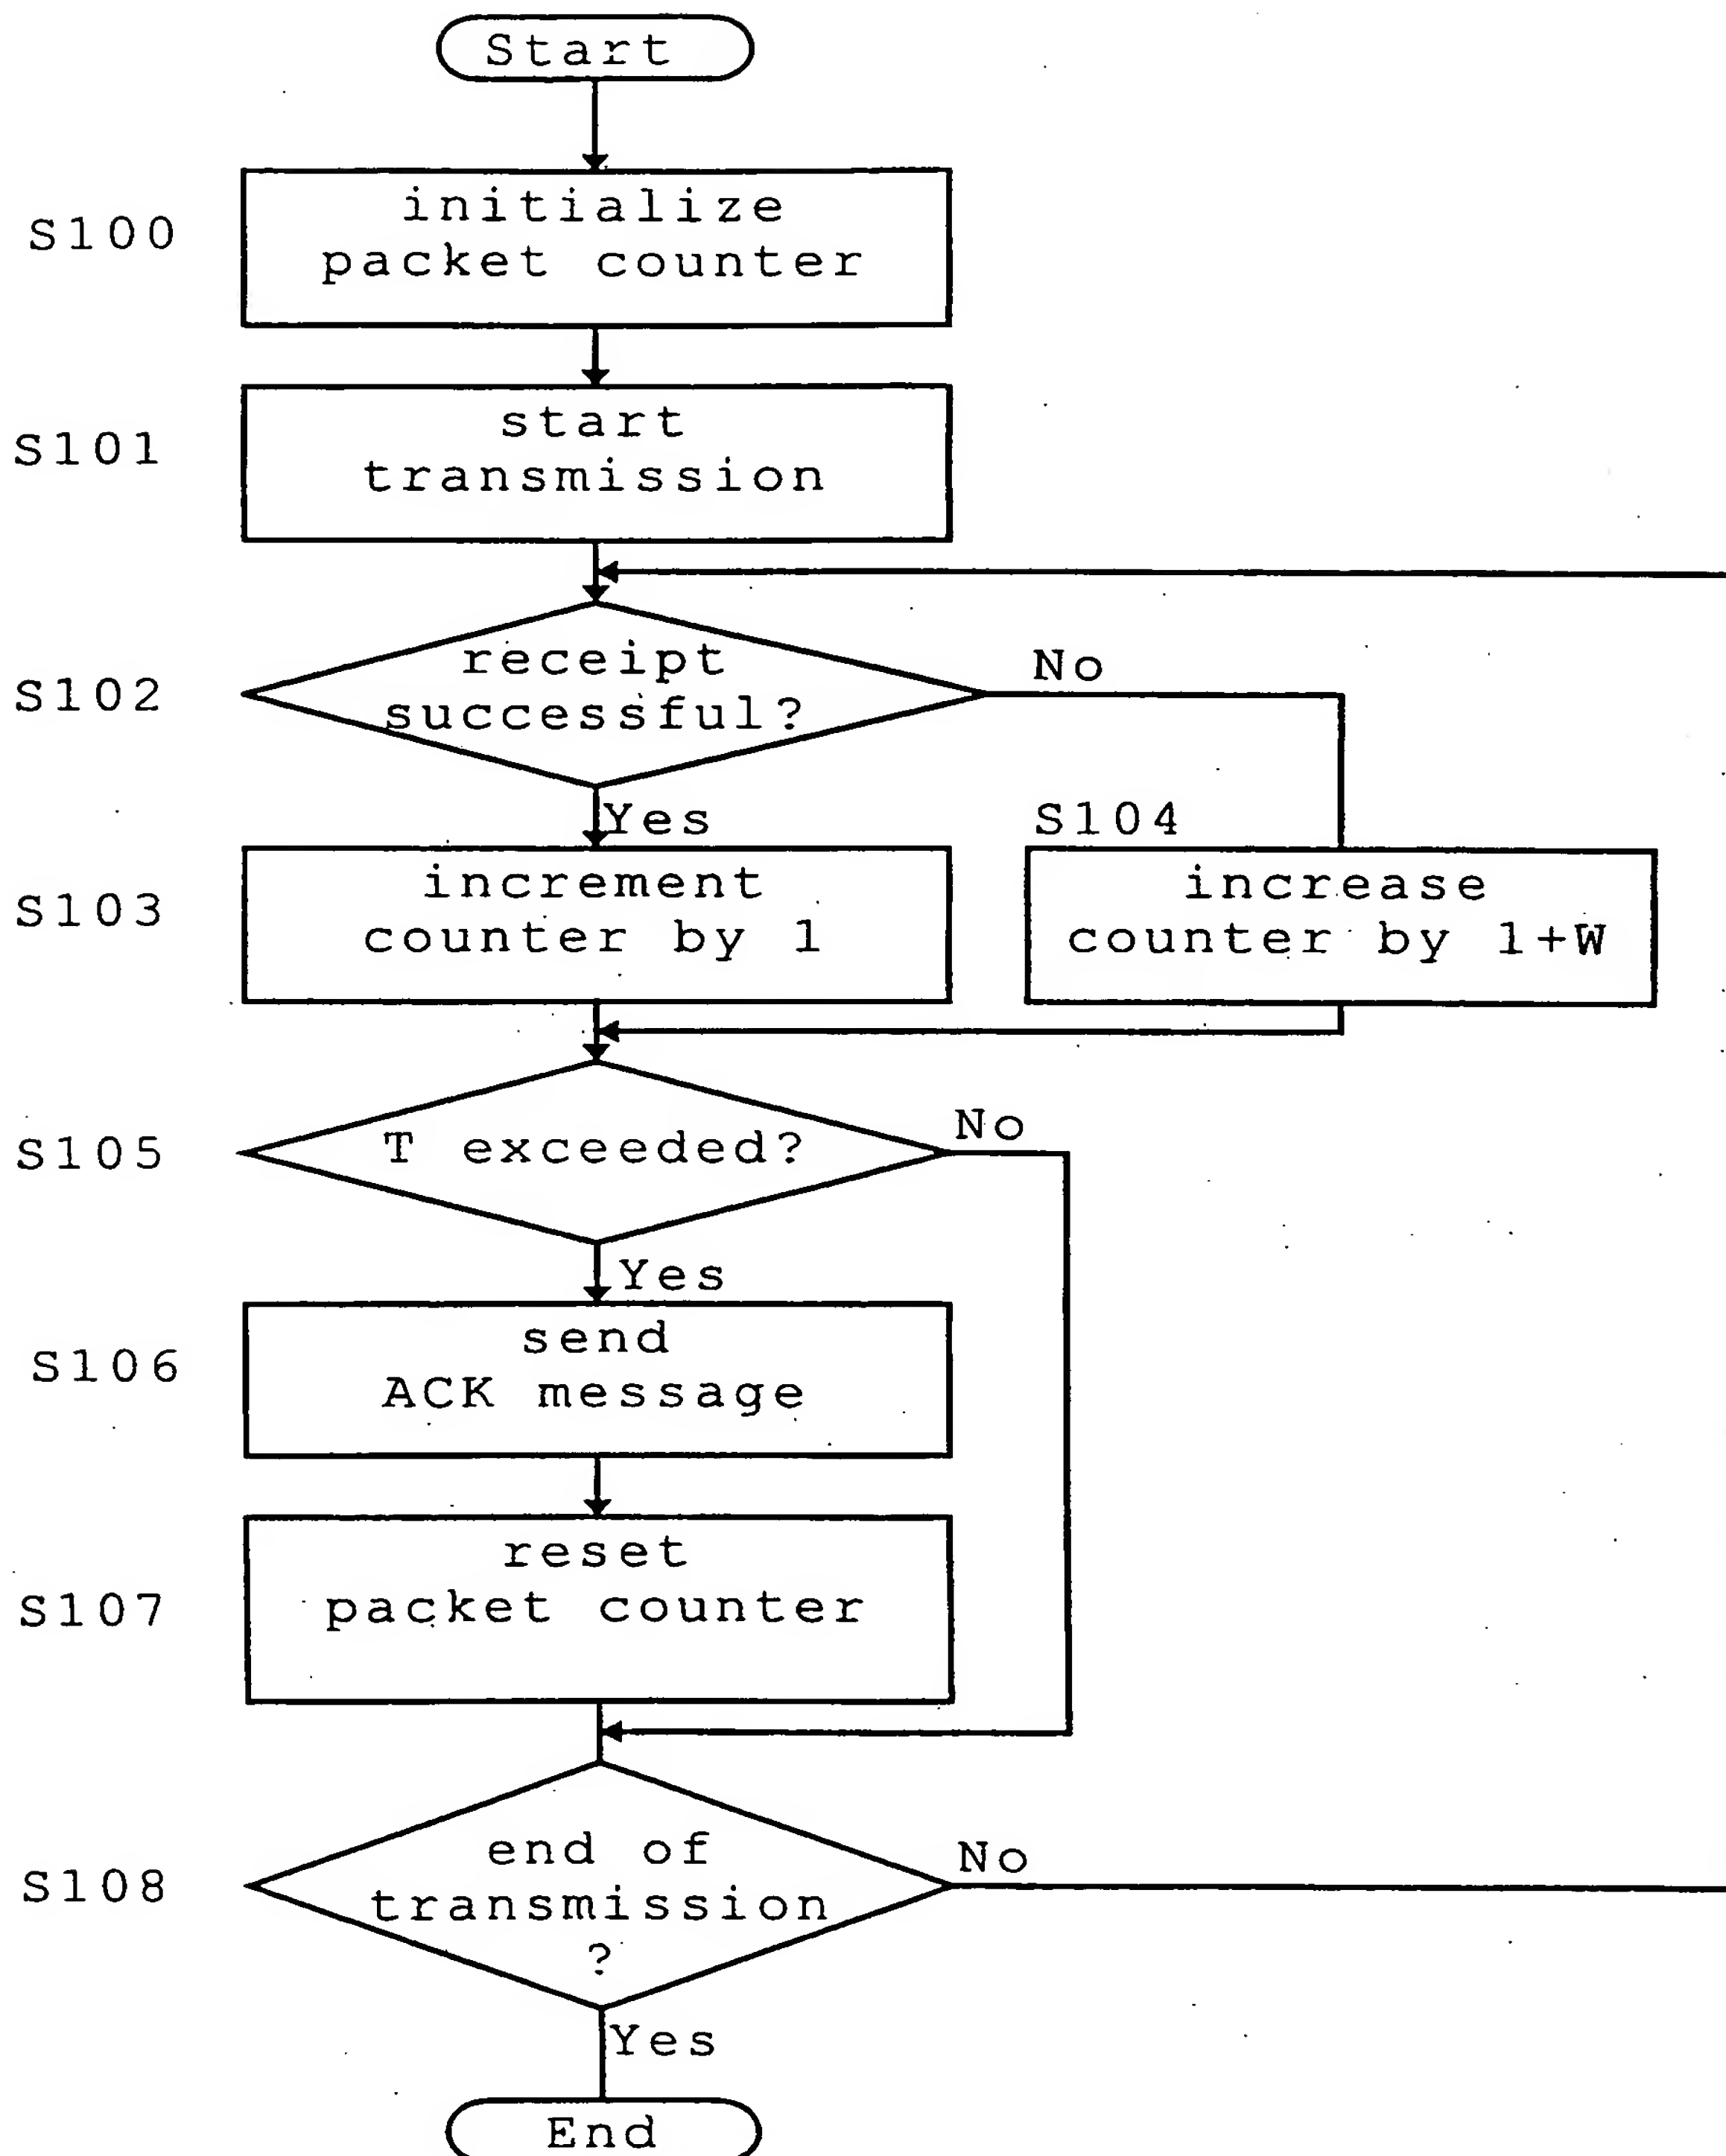 Start
S100
initialize
packet counter
S101
start
transmission
S102
receipt
successful?
No
Yes
S103
increment
counter by 1
S104
increase
counter by 1+W
S105
T exceeded?
No
Yes
S106
send
ACK message
S107
reset
packet counter
S108
end of
transmission
?
No
Yes
End